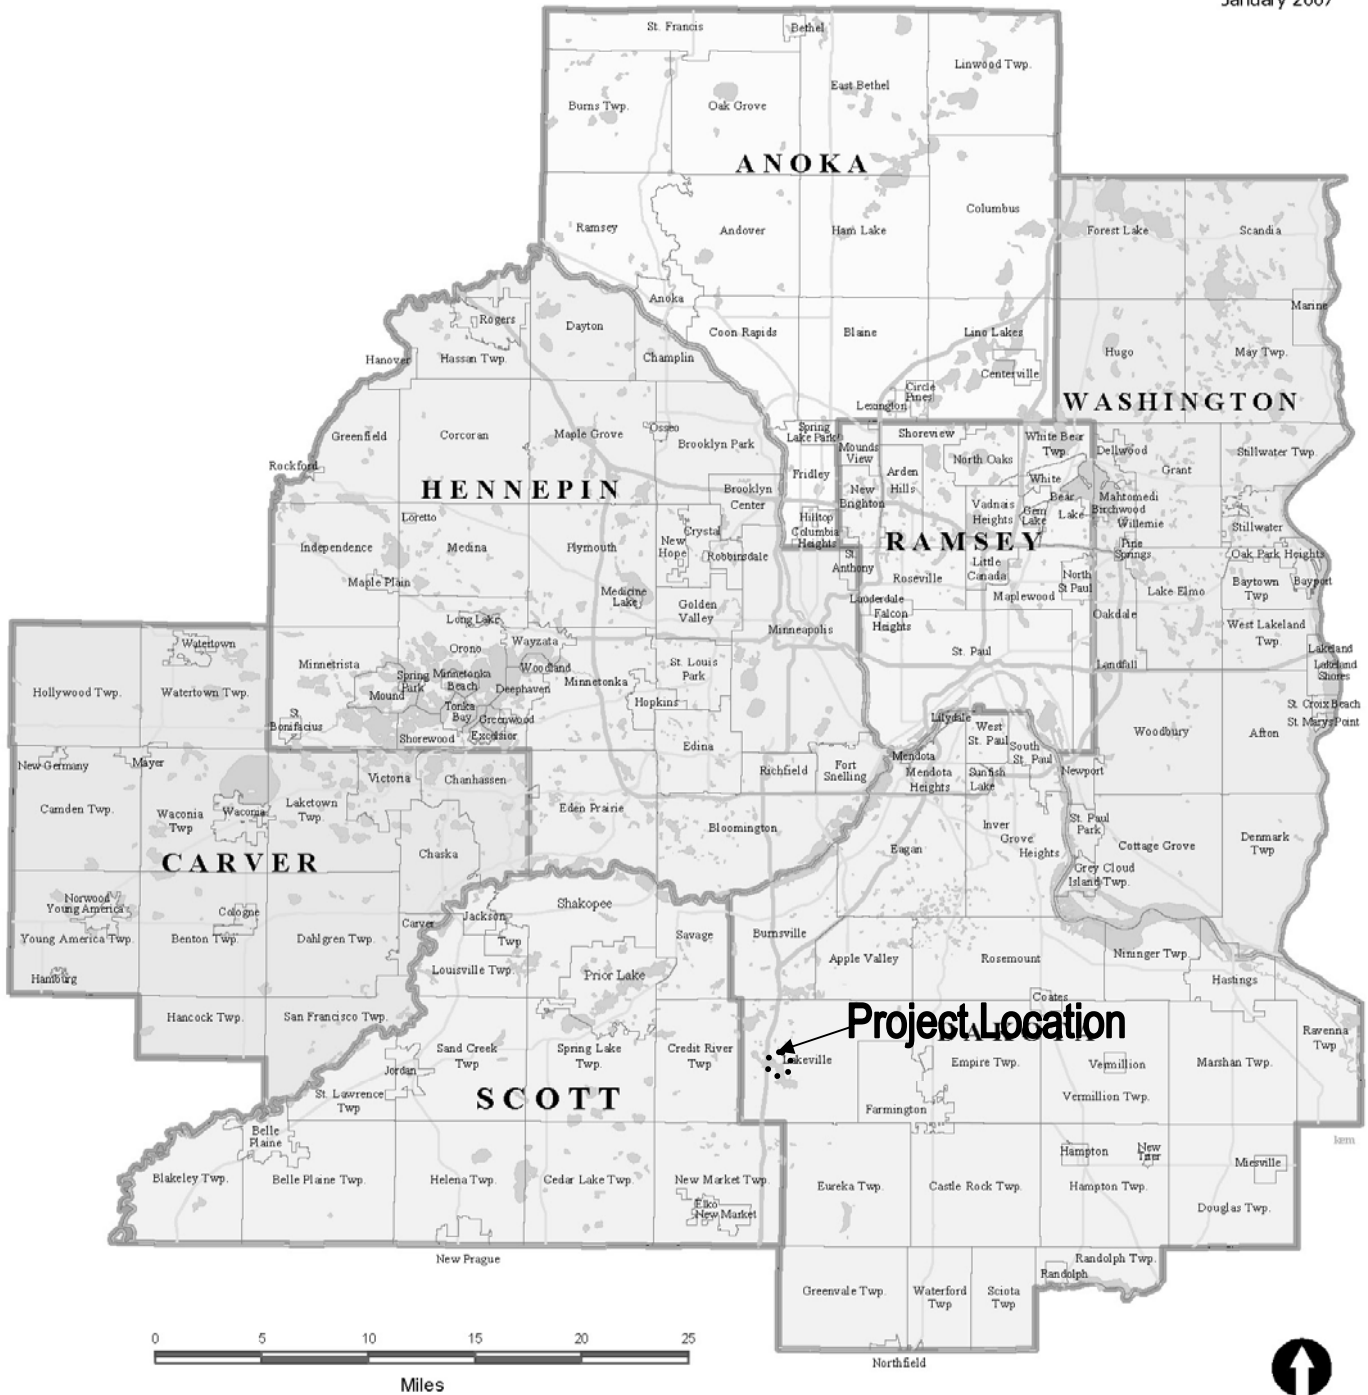 January 2007
St. Francis
Bethel
Linwood Twp.
East Bethel
Burns Twp.
Oak Grove
ANOKA
Columbus
Ramsey
Andover
Ham Lake
Forest Lake
Scandia
Anoka
Marine
Rogers
Dayton
Coon Rapids
Blaine
Lino Lakes
Hanover
Hassan Twp.
Champlin
Hugo
May Twp.
Centerville
Circle
Pines
Lexington
WASHINGTON
Greenfield
Corcoran
Maple Grove
Osseo
Brooklyn Park
Spring
Lake Park
Mounds
View
Shoreview
White Bear
Twp.
Dellwood
Stillwater Twp.
Rockford
North Oaks
Grant
Fridley
Arden
Hills
HENNEPIN
Brooklyn
Center
New
Brighton
Vadnais
Heights
White
Bear
Lake
Gem
Lake
Mahtomedi
Birchwood
Willernie
Loretto
Hilltop
Columbia
Heights
Stillwater
Crystal
New
Hope
Robbinsdale
RAMSEY
Pine
Springs
Oak Park Heights
Independence
Medina
Plymouth
St.
Anthony
Roseville
Little
Canada
North
St Paul
Maple Plain
Maplewood
Lake Elmo
Baytown
Twp
Bayport
Medicine
Lake
Golden
Valley
Lauderdale
Falcon
Heights
Oakdale
Long Lake
Minneapolis
West Lakeland
Twp.
Watertown
Orono
Wayzata
Woodland
St. Paul
Lakeland
Lakeland
Shores
Landfall
Minnetrista
Spring
Park
Minnetonka
Beach
Deephaven
Minnetonka
St. Louis
Park
Hollywood Twp.
Watertown Twp.
Mound
Tonka
Bay
Greenwood
Hopkins
St. Croix Beach
St. Marys Point
St.
Bonifacius
Shorewood
Excelsior
Lilydale
West
St. Paul
South
St. Paul
Woodbury
Afton
Edina
New Germany
Mayer
Victoria
Chanhassen
Richfield
Fort
Snelling
Mendota
Mendota
Heights
Sunfish
Lake
Newport
Camden Twp.
Waconia
Twp
Waconia
Laketown
Twp.
Eden Prairie
Bloomington
Inver
Grove
Heights
St. Paul
Park
Cottage Grove
Denmark
Twp
CARVER
Chaska
Eagan
Grey Cloud
Island Twp.
Norwood
Young America
Cologne
Carver
Jackson
Twp
Shakopee
Savage
Burnsville
Young America Twp.
Benton Twp.
Dahlgren Twp.
Louisville Twp.
Prior Lake
Apple Valley
Rosemount
Nininger Twp.
Hastings
Hamburg
Coates
Hancock Twp.
San Francisco Twp.
Project Location
DAKOTA
Ravenna
Twp
Sand Creek
Twp
Spring Lake
Twp.
Credit River
Twp
Lakeville
Empire Twp.
Vermillion
Marshan Twp.
Jordan
St. Lawrence
Twp
SCOTT
Farmington
Vermillion Twp.
Belle
Plaine
kem
Hampton
New
Trier
Miesville
Blakeley Twp.
Belle Plaine Twp.
Helena Twp.
Cedar Lake Twp.
New Market Twp.
Eureka Twp.
Castle Rock Twp.
Hampton Twp.
Elko
New Market
Douglas Twp.
New Prague
Randolph Twp.
Randolph
Greenvale Twp.
Waterford
Twp
Sciota
Twp
0 5 10 15 20 25
Miles
Northfield